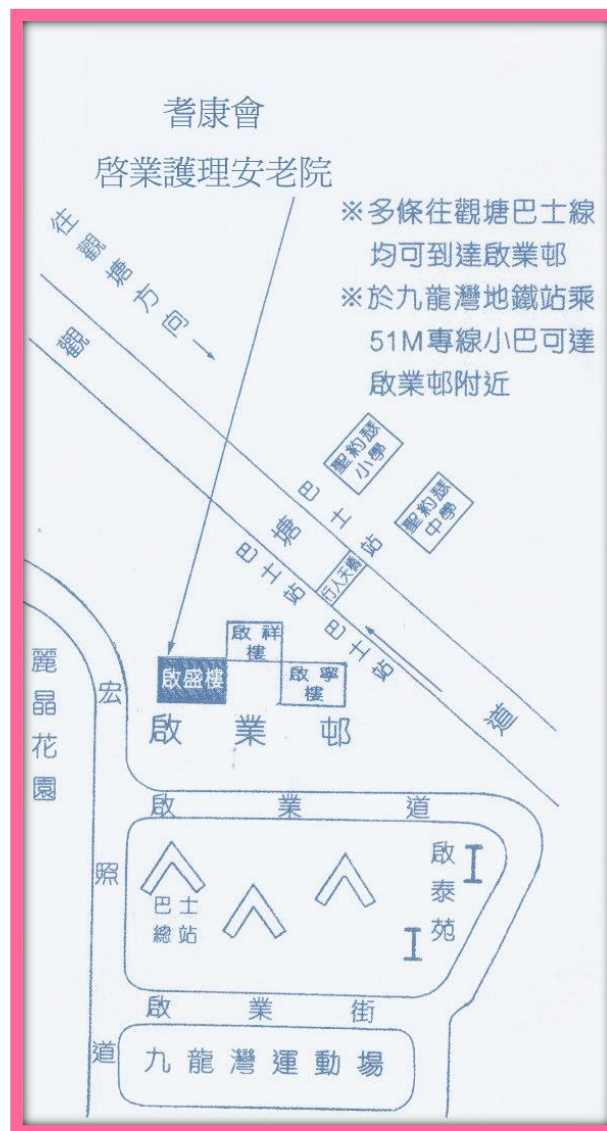 耆康會
啓業護理安老院
※多條往觀塘巴士線
均可到達啟業邨
※於九龍灣地鐵站乘
51M專線小巴可達
啟業邨附近
往觀塘方向→
觀塘道
聖約瑟
小學
聖約瑟
中學
巴士站
巴士站
行人天橋
巴士站
啟祥
樓
啟盛樓
啟寧
樓
啟業邨
麗晶花園
宏照道
啟業道
巴士
總站
啟泰苑
啟業街
九龍灣運動場